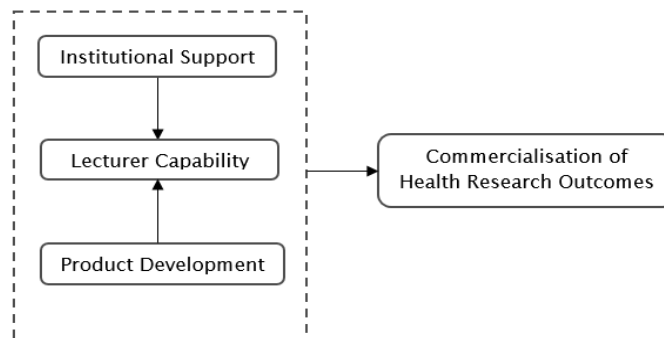 Institutional Support
Lecturer Capability
Product Development
Commercialisation of
Health Research Outcomes